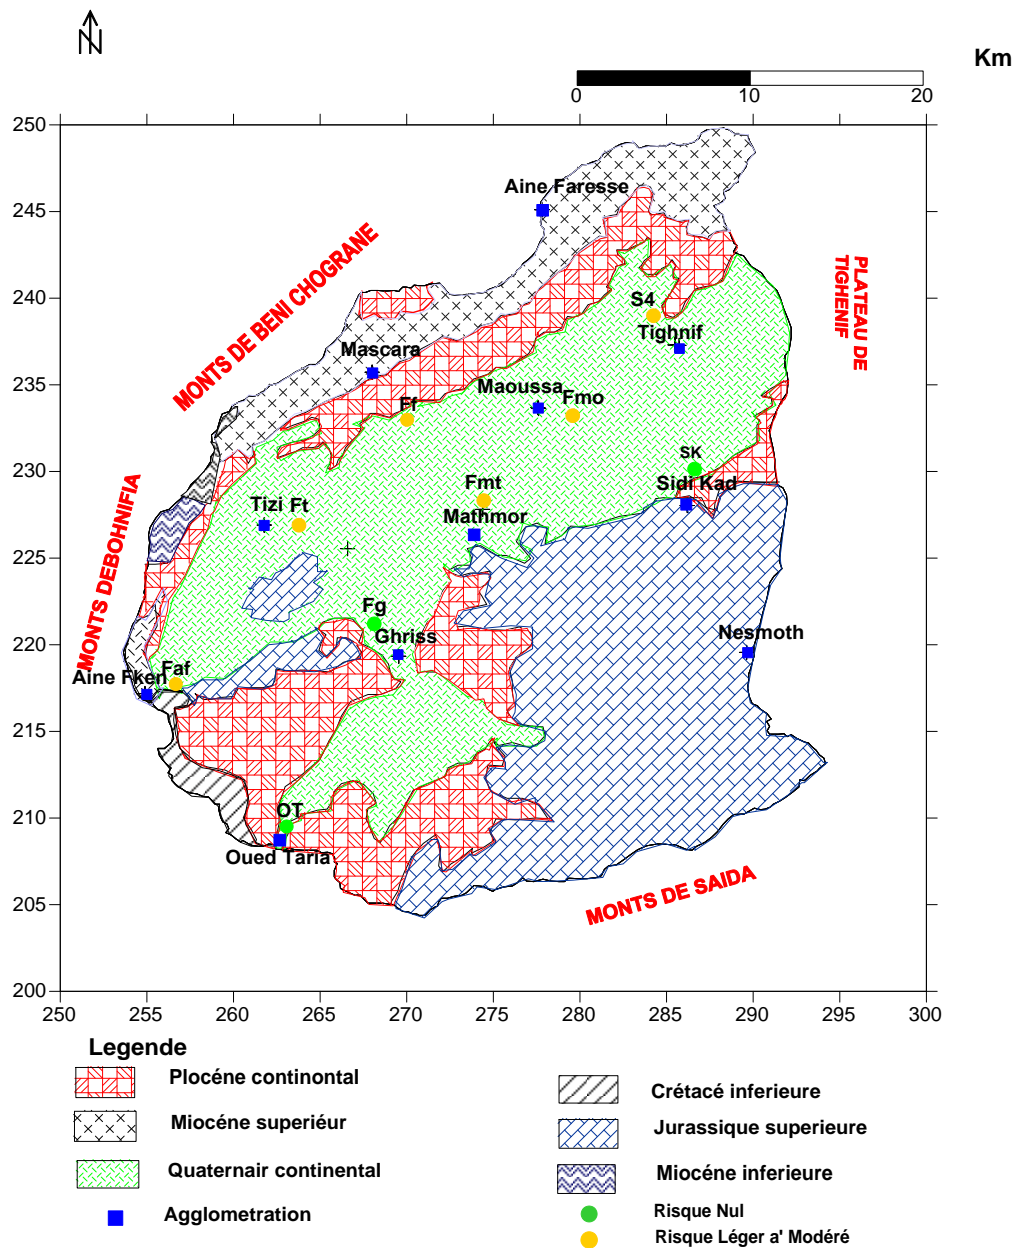 N
Km
0 10 20
250
245
240
235
230
225
220
215
210
205
200
250 255 260 265 270 275 280 285 290 295 300
MONTS DE BENI CHOGRANE
MONTS DEBOHNIFIA
PLATEAU DE
TIGHENIF
MONTS DE SAIDA
Aine Faresse
S4
Tighnif
Mascara
Maoussa
Fmo
Ff
SK
Sidi Kad
Fmt
Mathmor
Tizi
Ft
Fg
Ghriss
Nesmoth
Aine Fken
Faf
OT
Oued Taria
Legende
Plocéne continontal
Miocéne superiéur
Quaternair continental
Agglometration
Crétacé inferieure
Jurassique superieure
Miocéne inferieure
Risque Nul
Risque Léger a' Modéré